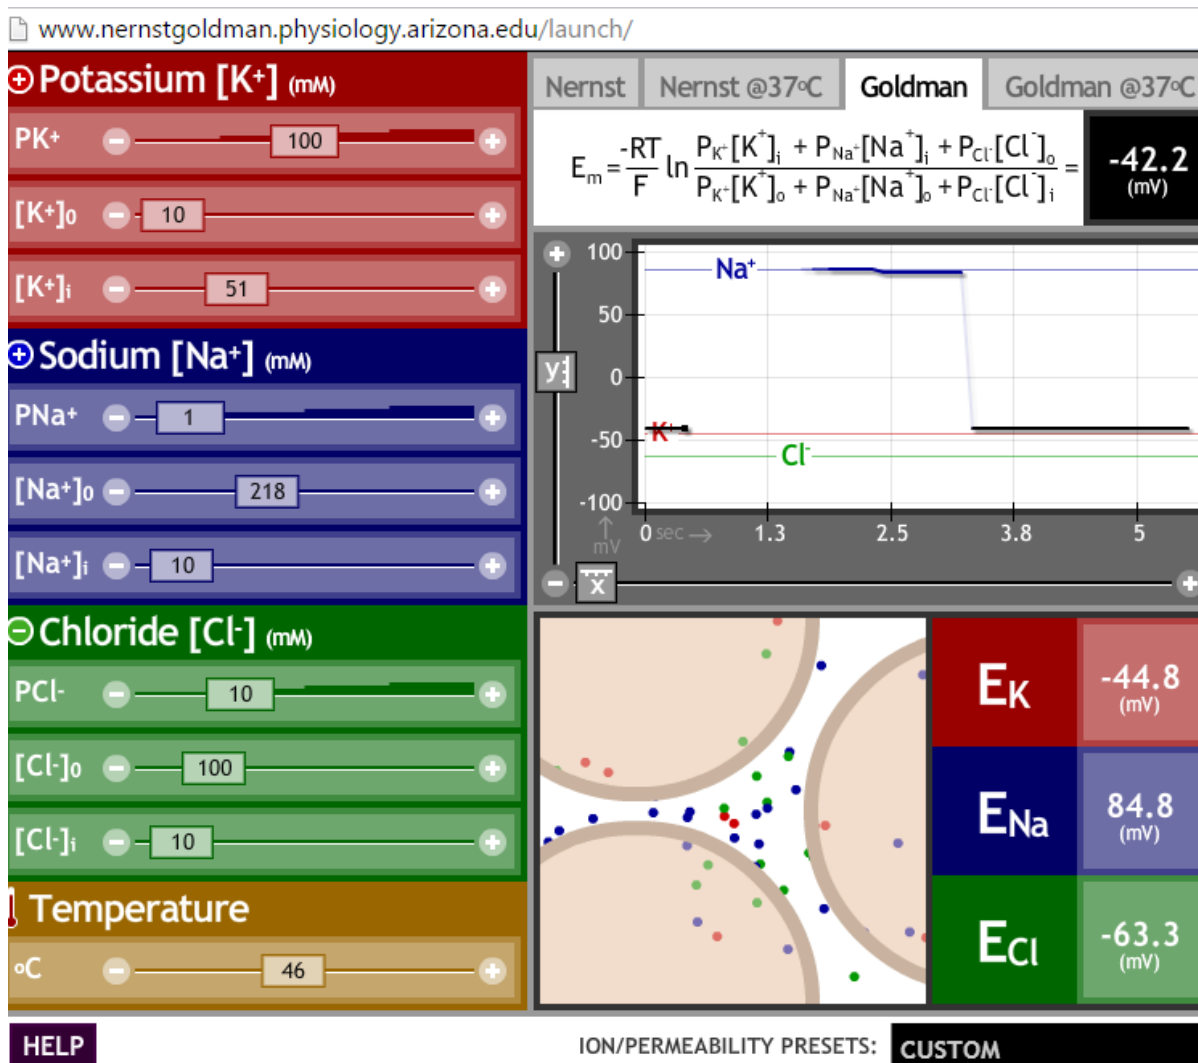 www.nernstgoldman.physiology.arizona.edu/launch/
Potassium [K+] (mM)
PK+ 100
[K+]o 10
[K+]i 51
Sodium [Na+] (mM)
PNa+ 1
[Na+]o 218
[Na+]i 10
Chloride [Cl-] (mM)
PCl- 10
[Cl-]o 100
[Cl-]i 10
Temperature
oC 46
HELP
Nernst Nernst @37oC Goldman Goldman @37oC
Em = -RT/F ln (PK+[K+]i + PNa+[Na+]i + PCl-[Cl-]o) / (PK+[K+]o + PNa+[Na+]o + PCl-[Cl-]i) =
-42.2
(mV)
100
50
0
-50
-100
Na+
K+
Cl-
y
mV
0 sec → 1.3 2.5 3.8 5
x
EK -44.8
(mV)
ENa 84.8
(mV)
ECl -63.3
(mV)
ION/PERMEABILITY PRESETS: CUSTOM